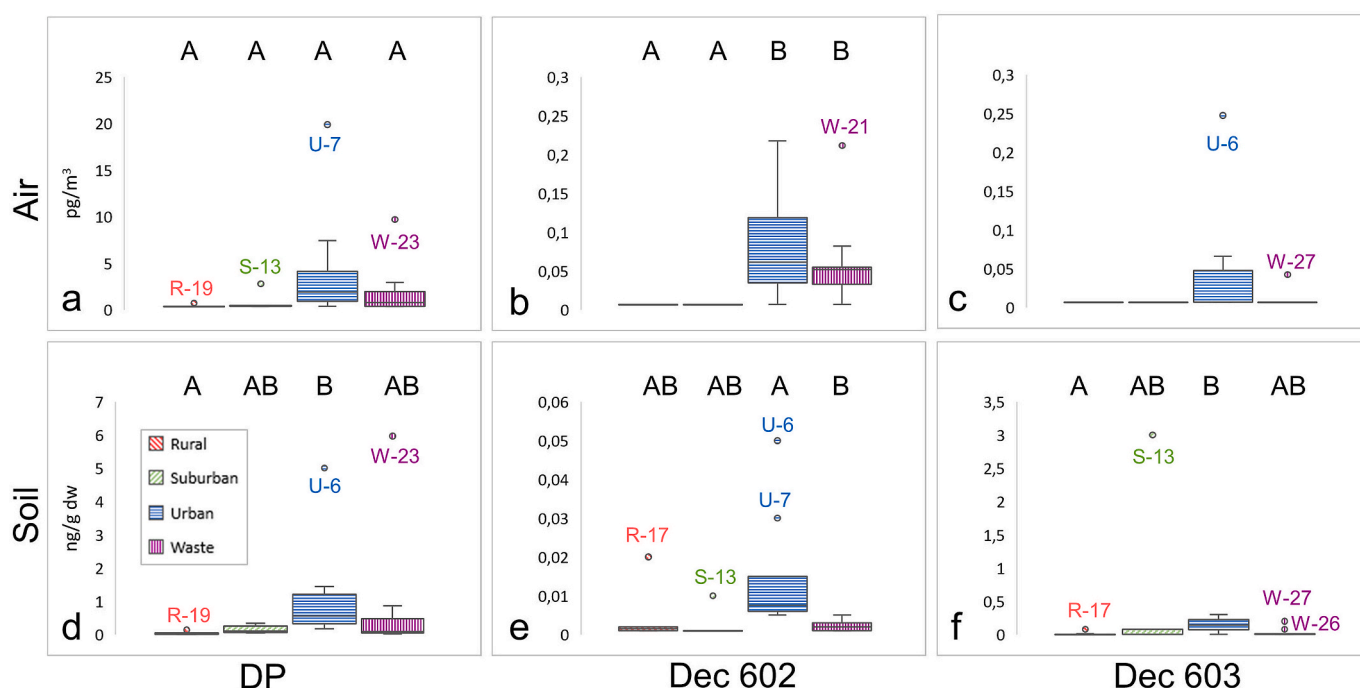 A A A A
25
20
15
10
5
0
pg/m³
Air
U-7
W-23
S-13
R-19
a
A A B B
0,3
0,25
0,2
0,15
0,1
0,05
0
W-21
b
0,3
0,25
0,2
0,15
0,1
0,05
0
U-6
W-27
c
A AB B AB
7
6
5
4
3
2
1
0
ng/g dw
Soil
Rural
Suburban
Urban
Waste
W-23
U-6
R-19
d
DP
AB AB A B
0,06
0,05
0,04
0,03
0,02
0,01
0
U-6
U-7
R-17
S-13
e
Dec 602
A AB B AB
3,5
3
2,5
2
1,5
1
0,5
0
S-13
R-17
W-27
W-26
f
Dec 603